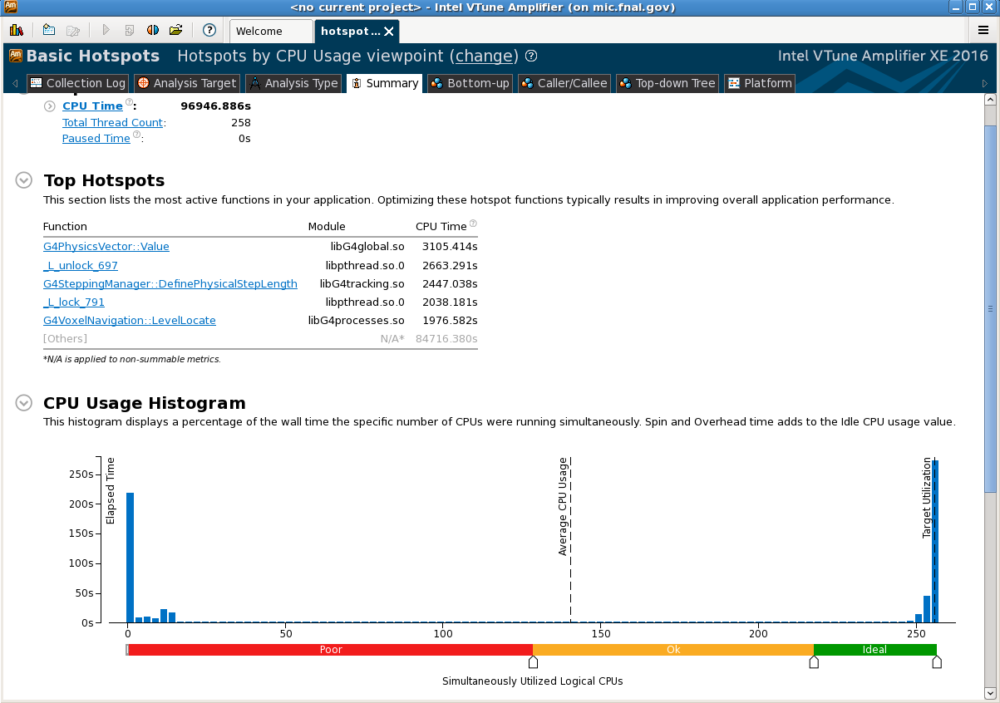 <no current project> - Intel VTune Amplifier (on mic.fnal.gov)
Welcome
hotspot ...
Basic Hotspots Hotspots by CPU Usage viewpoint (change) Intel VTune Amplifier XE 2016
Collection Log Analysis Target Analysis Type Summary Bottom-up Caller/Callee Top-down Tree Platform
CPU Time ?: 96946.886s
Total Thread Count: 258
Paused Time ?: 0s
Top Hotspots
This section lists the most active functions in your application. Optimizing these hotspot functions typically results in improving overall application performance.
Function Module CPU Time ?
G4PhysicsVector::Value libG4global.so 3105.414s
_L_unlock_697 libpthread.so.0 2663.291s
G4SteppingManager::DefinePhysicalStepLength libG4tracking.so 2447.038s
_L_lock_791 libpthread.so.0 2038.181s
G4VoxelNavigation::LevelLocate libG4processes.so 1976.582s
[Others] N/A* 84716.380s
*N/A is applied to non-summable metrics.
CPU Usage Histogram
This histogram displays a percentage of the wall time the specific number of CPUs were running simultaneously. Spin and Overhead time adds to the Idle CPU usage value.
Elapsed Time
Average CPU Usage
Target Utilization
250s
200s
150s
100s
50s
0s
0 50 100 150 200 250
Poor Ok Ideal
Simultaneously Utilized Logical CPUs